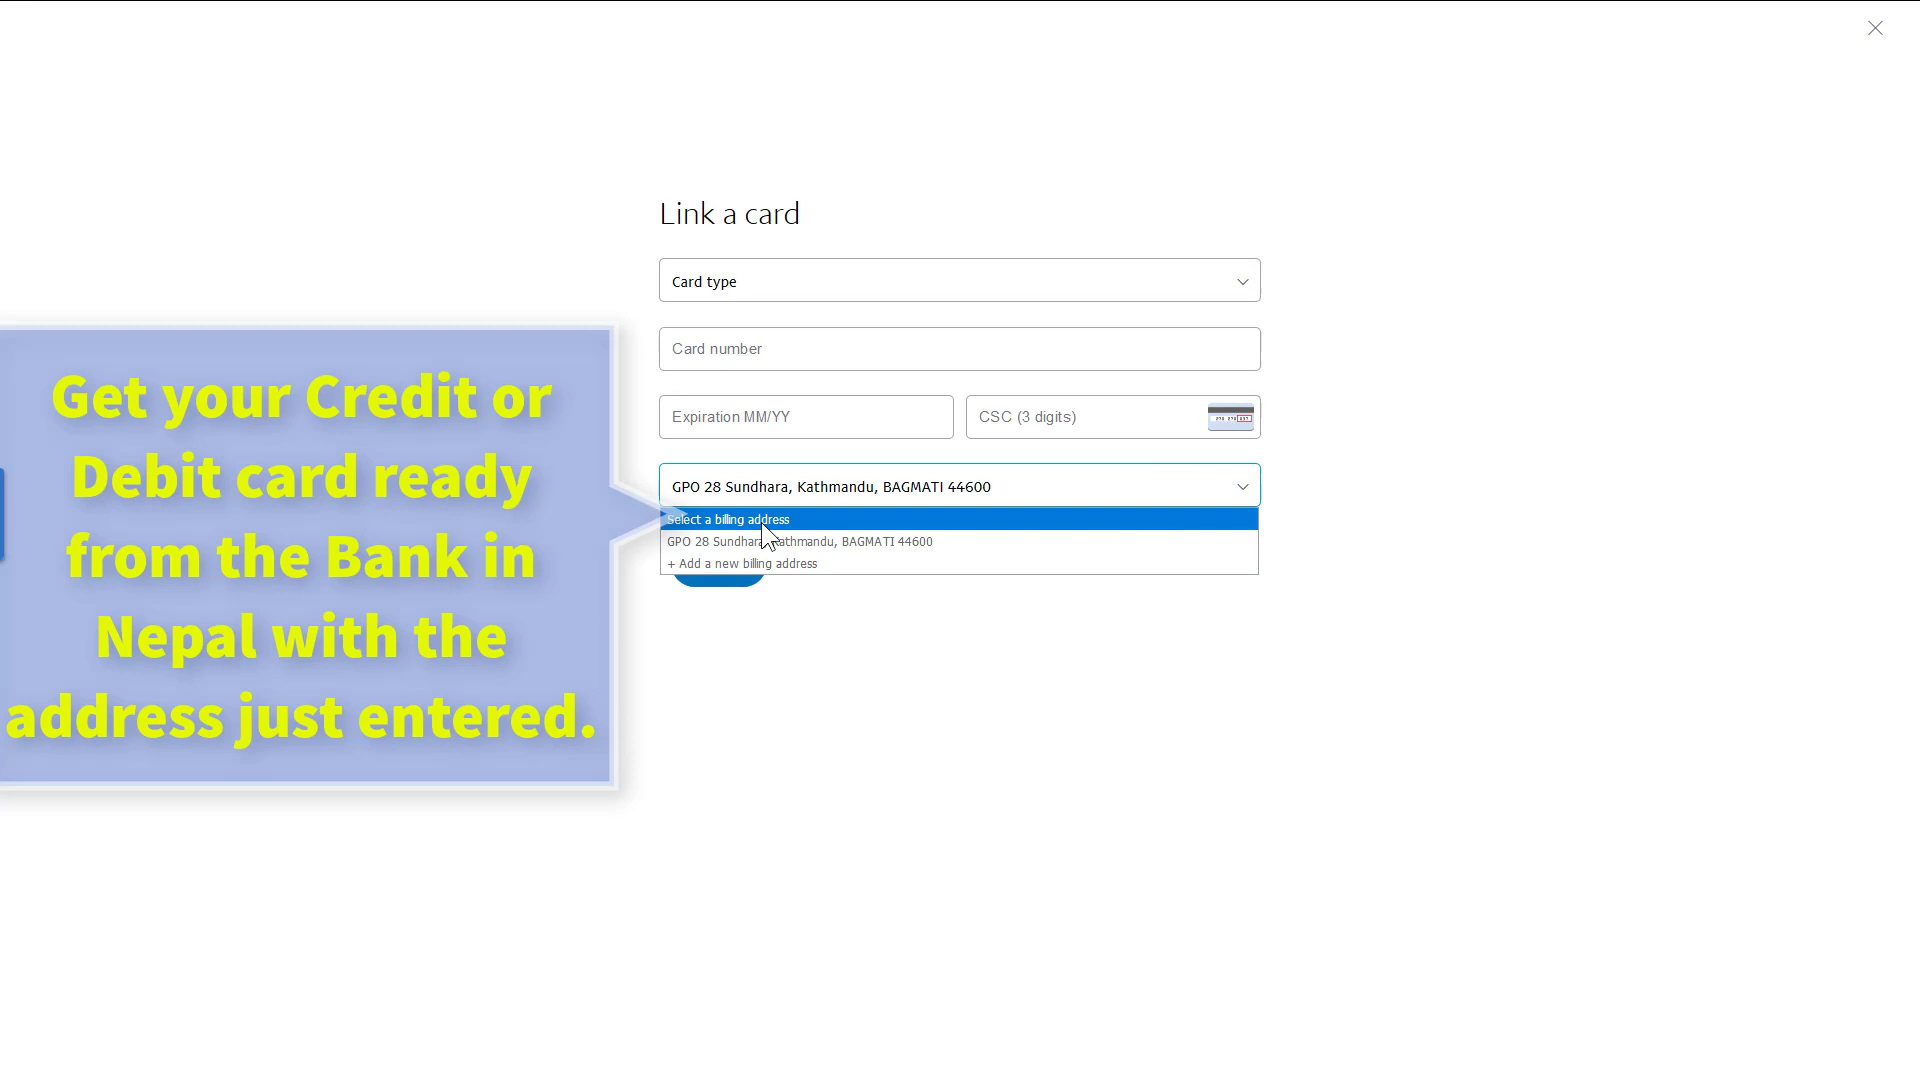 Link a card
Card type
Card number
Expiration MM/YY
CSC (3 digits)
GPO 28 Sundhara, Kathmandu, BAGMATI 44600
Select a billing address
GPO 28 Sundhara, Kathmandu, BAGMATI 44600
+ Add a new billing address
Get your Credit or
Debit card ready
from the Bank in
Nepal with the
address just entered.